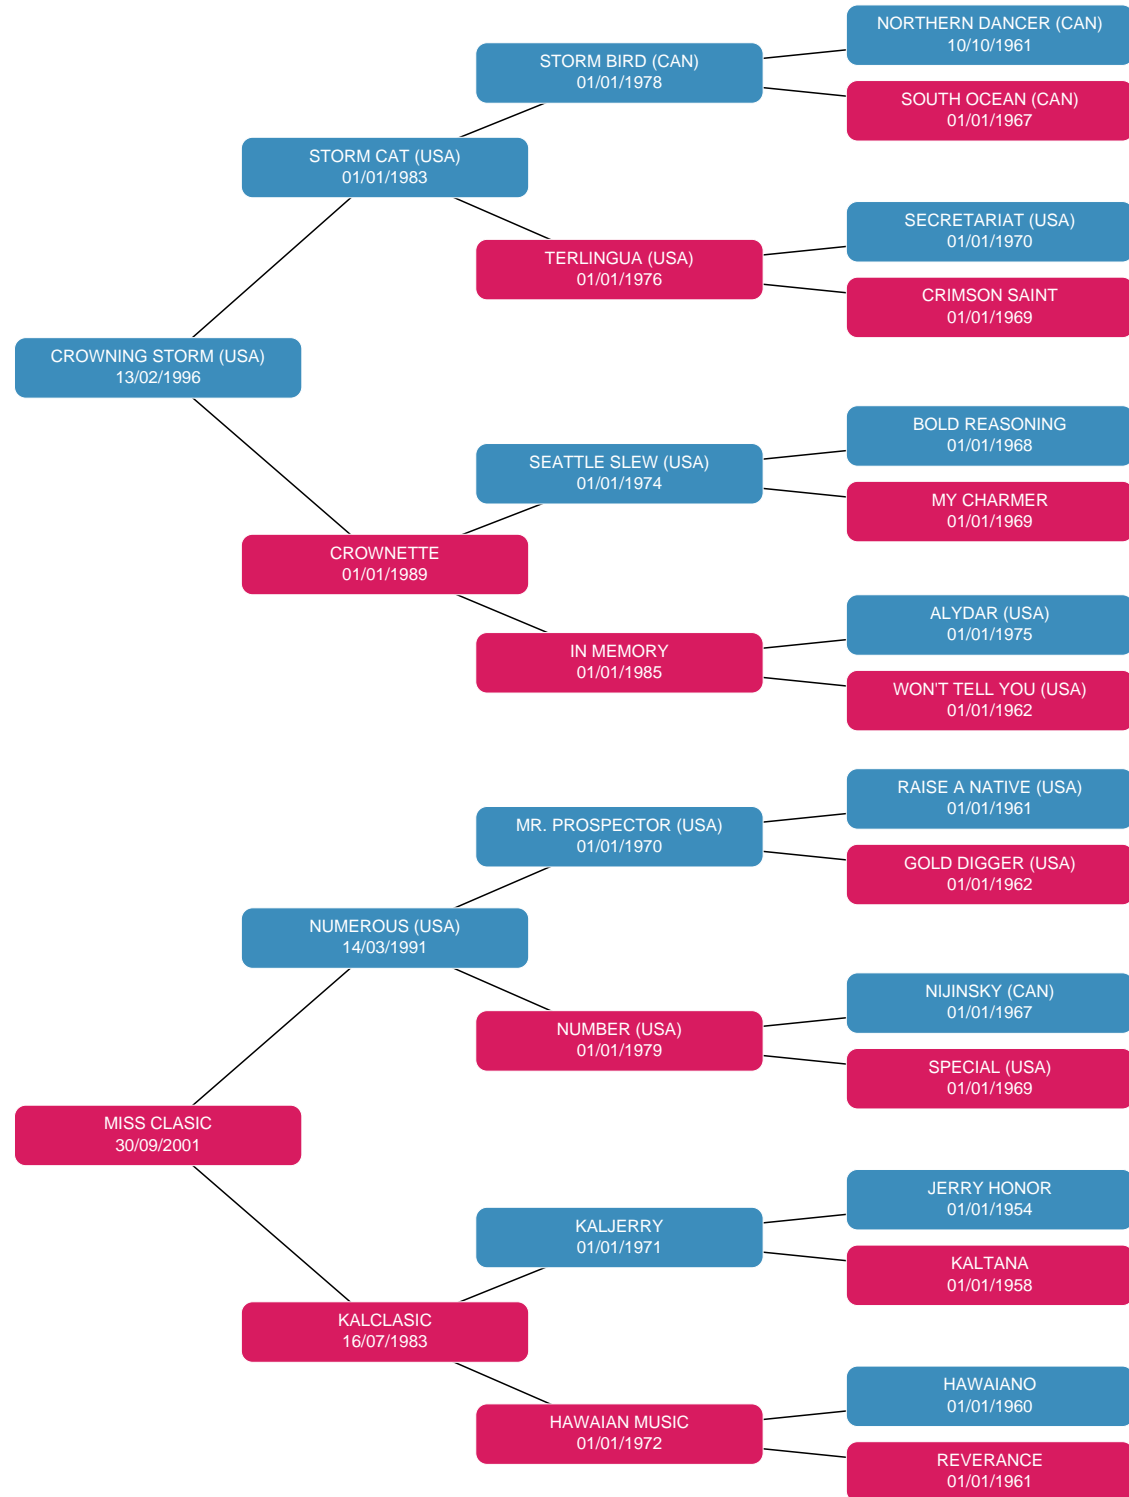 NORTHERN DANCER (CAN)
10/10/1961
STORM BIRD (CAN)
01/01/1978
SOUTH OCEAN (CAN)
01/01/1967
STORM CAT (USA)
01/01/1983
SECRETARIAT (USA)
01/01/1970
TERLINGUA (USA)
01/01/1976
CRIMSON SAINT
01/01/1969
CROWNING STORM (USA)
13/02/1996
BOLD REASONING
01/01/1968
SEATTLE SLEW (USA)
01/01/1974
MY CHARMER
01/01/1969
CROWNETTE
01/01/1989
ALYDAR (USA)
01/01/1975
IN MEMORY
01/01/1985
WON'T TELL YOU (USA)
01/01/1962
RAISE A NATIVE (USA)
01/01/1961
MR. PROSPECTOR (USA)
01/01/1970
GOLD DIGGER (USA)
01/01/1962
NUMEROUS (USA)
14/03/1991
NIJINSKY (CAN)
01/01/1967
NUMBER (USA)
01/01/1979
SPECIAL (USA)
01/01/1969
MISS CLASIC
30/09/2001
JERRY HONOR
01/01/1954
KALJERRY
01/01/1971
KALTANA
01/01/1958
KALCLASIC
16/07/1983
HAWAIANO
01/01/1960
HAWAIAN MUSIC
01/01/1972
REVERANCE
01/01/1961